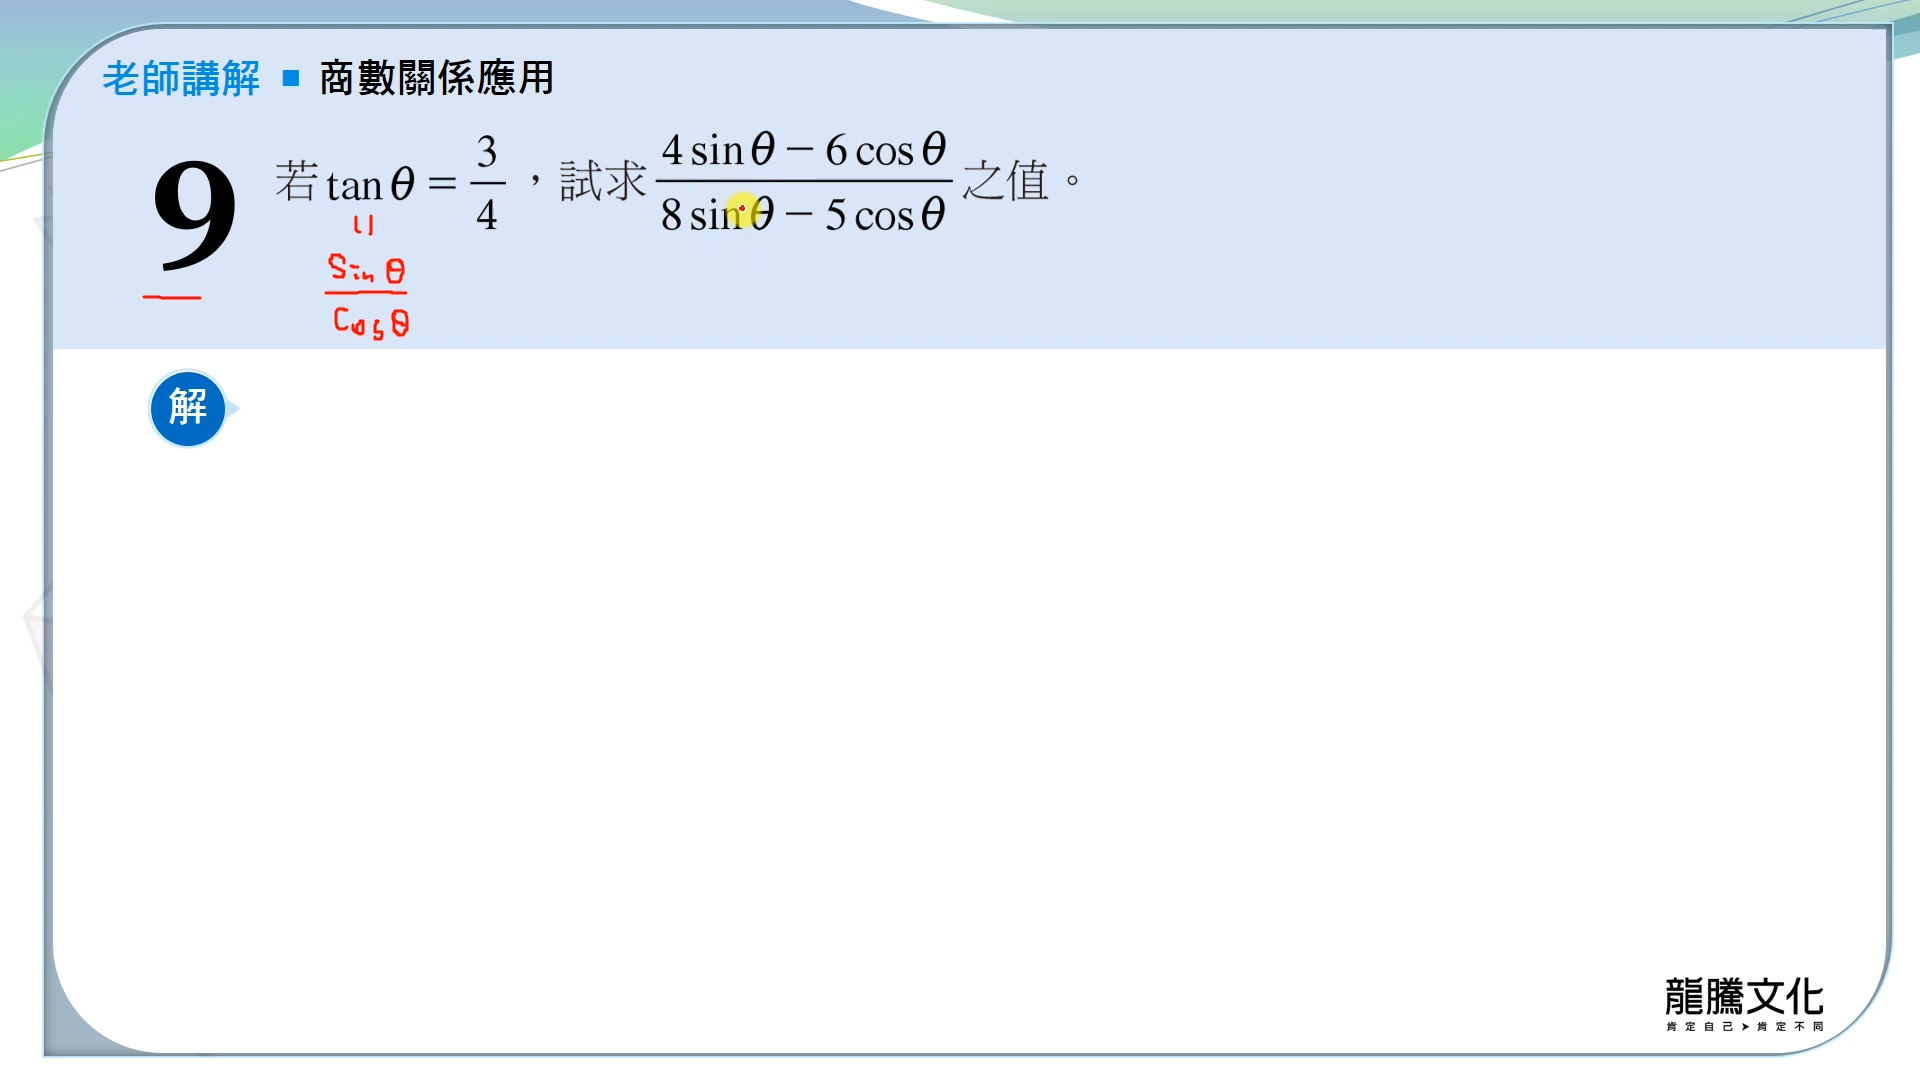 老師講解 ■ 商數關係應用
9 若 tan θ = 3/4，試求 (4 sin θ − 6 cos θ)/(8 sin θ − 5 cos θ) 之值。
=
Sin θ
Cos θ
解
龍騰文化
肯定自己➤肯定不同